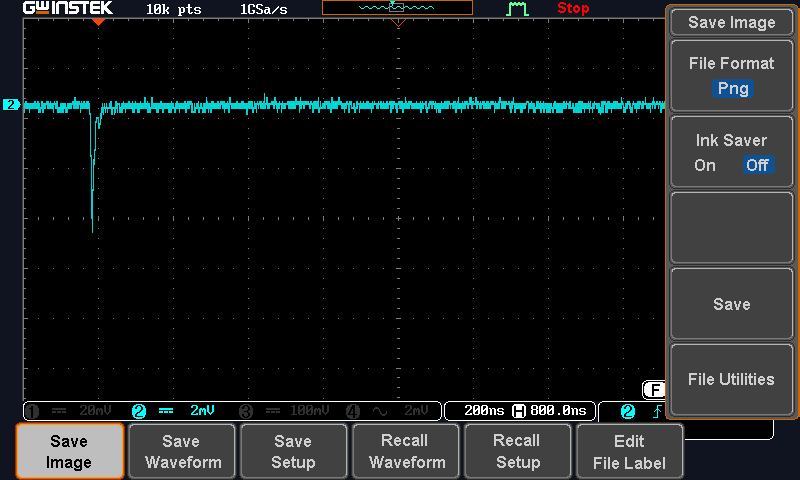 GWINSTEK 10k pts 1GSa/s Stop
Save Image
File Format
Png
2
Ink Saver
On Off
Save
File Utilities
F
1 20mV 2 2mV 3 100mV 4 2mV 200ns H 800.0ns 2
Save Image
Save Waveform
Save Setup
Recall Waveform
Recall Setup
Edit File Label